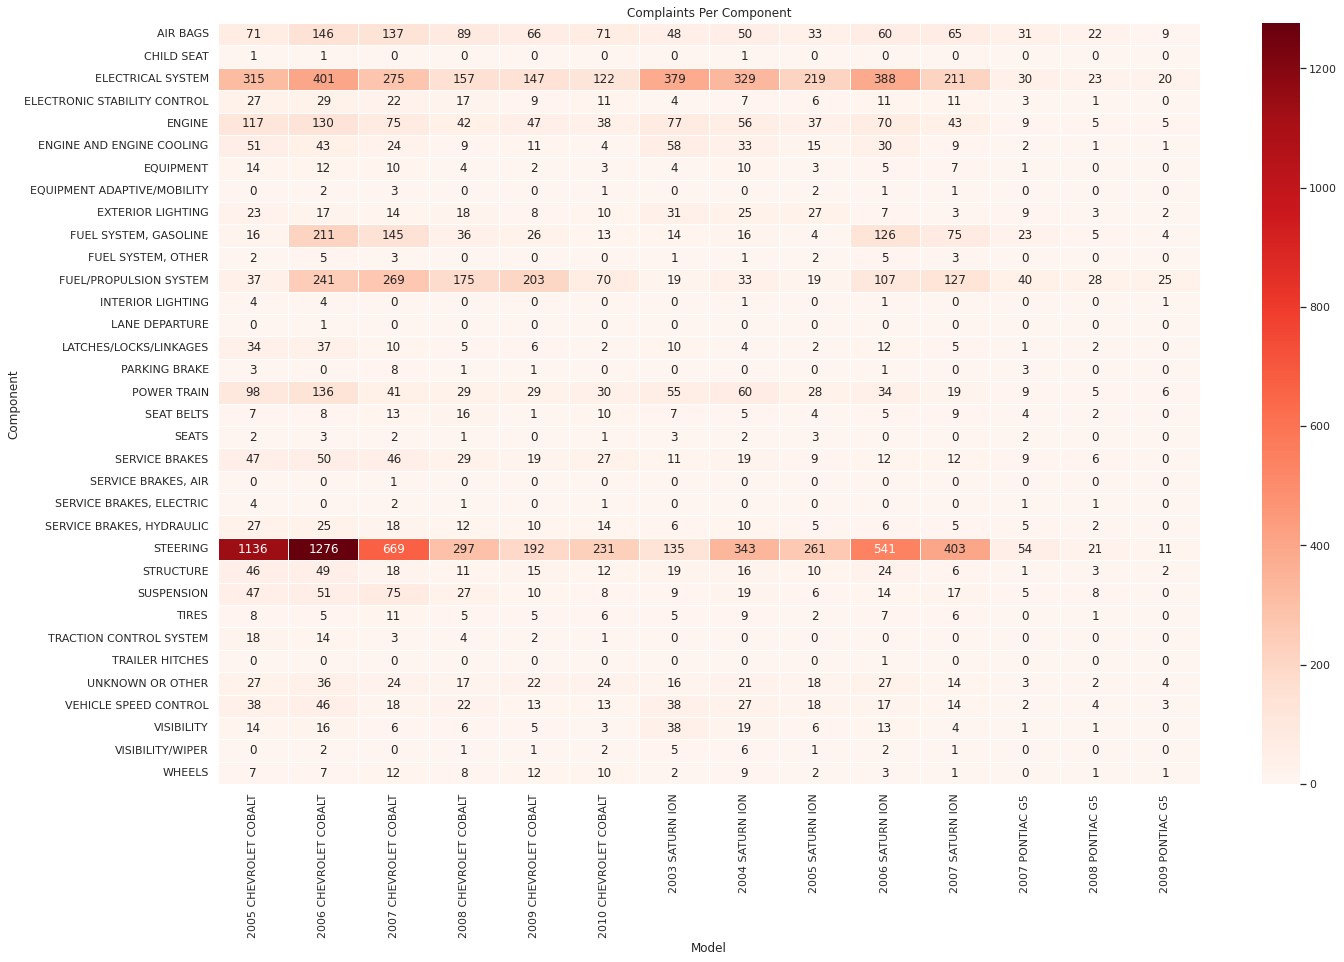 Complaints Per Component
AIR BAGS 71 146 137 89 66 71 48 50 33 60 65 31 22 9
CHILD SEAT 1 1 0 0 0 0 0 1 0 0 0 0 0 0
ELECTRICAL SYSTEM 315 401 275 157 147 122 379 329 219 388 211 30 23 20
ELECTRONIC STABILITY CONTROL 27 29 22 17 9 11 4 7 6 11 11 3 1 0
ENGINE 117 130 75 42 47 38 77 56 37 70 43 9 5 5
ENGINE AND ENGINE COOLING 51 43 24 9 11 4 58 33 15 30 9 2 1 1
EQUIPMENT 14 12 10 4 2 3 4 10 3 5 7 1 0 0
EQUIPMENT ADAPTIVE/MOBILITY 0 2 3 0 0 1 0 0 2 1 1 0 0 0
EXTERIOR LIGHTING 23 17 14 18 8 10 31 25 27 7 3 9 3 2
FUEL SYSTEM, GASOLINE 16 211 145 36 26 13 14 16 4 126 75 23 5 4
FUEL SYSTEM, OTHER 2 5 3 0 0 0 1 1 2 5 3 0 0 0
FUEL/PROPULSION SYSTEM 37 241 269 175 203 70 19 33 19 107 127 40 28 25
INTERIOR LIGHTING 4 4 0 0 0 0 0 1 0 1 0 0 0 1
LANE DEPARTURE 0 1 0 0 0 0 0 0 0 0 0 0 0 0
LATCHES/LOCKS/LINKAGES 34 37 10 5 6 2 10 4 2 12 5 1 2 0
PARKING BRAKE 3 0 8 1 1 0 0 0 0 1 0 3 0 0
POWER TRAIN 98 136 41 29 29 30 55 60 28 34 19 9 5 6
SEAT BELTS 7 8 13 16 1 10 7 5 4 5 9 4 2 0
SEATS 2 3 2 1 0 1 3 2 3 0 0 2 0 0
SERVICE BRAKES 47 50 46 29 19 27 11 19 9 12 12 9 6 0
SERVICE BRAKES, AIR 0 0 1 0 0 0 0 0 0 0 0 0 0 0
SERVICE BRAKES, ELECTRIC 4 0 2 1 0 1 0 0 0 0 0 1 1 0
SERVICE BRAKES, HYDRAULIC 27 25 18 12 10 14 6 10 5 6 5 5 2 0
STEERING 1136 1276 669 297 192 231 135 343 261 541 403 54 21 11
STRUCTURE 46 49 18 11 15 12 19 16 10 24 6 1 3 2
SUSPENSION 47 51 75 27 10 8 9 19 6 14 17 5 8 0
TIRES 8 5 11 5 5 6 5 9 2 7 6 0 1 0
TRACTION CONTROL SYSTEM 18 14 3 4 2 1 0 0 0 0 0 0 0 0
TRAILER HITCHES 0 0 0 0 0 0 0 0 0 1 0 0 0 0
UNKNOWN OR OTHER 27 36 24 17 22 24 16 21 18 27 14 3 2 4
VEHICLE SPEED CONTROL 38 46 18 22 13 13 38 27 18 17 14 2 4 3
VISIBILITY 14 16 6 6 5 3 38 19 6 13 4 1 1 0
VISIBILITY/WIPER 0 2 0 1 1 2 5 6 1 2 1 0 0 0
WHEELS 7 7 12 8 12 10 2 9 2 3 1 0 1 1
Component
2005 CHEVROLET COBALT
2006 CHEVROLET COBALT
2007 CHEVROLET COBALT
2008 CHEVROLET COBALT
2009 CHEVROLET COBALT
2010 CHEVROLET COBALT
2003 SATURN ION
2004 SATURN ION
2005 SATURN ION
2006 SATURN ION
2007 SATURN ION
2007 PONTIAC G5
2008 PONTIAC G5
2009 PONTIAC G5
Model
1200
1000
800
600
400
200
0